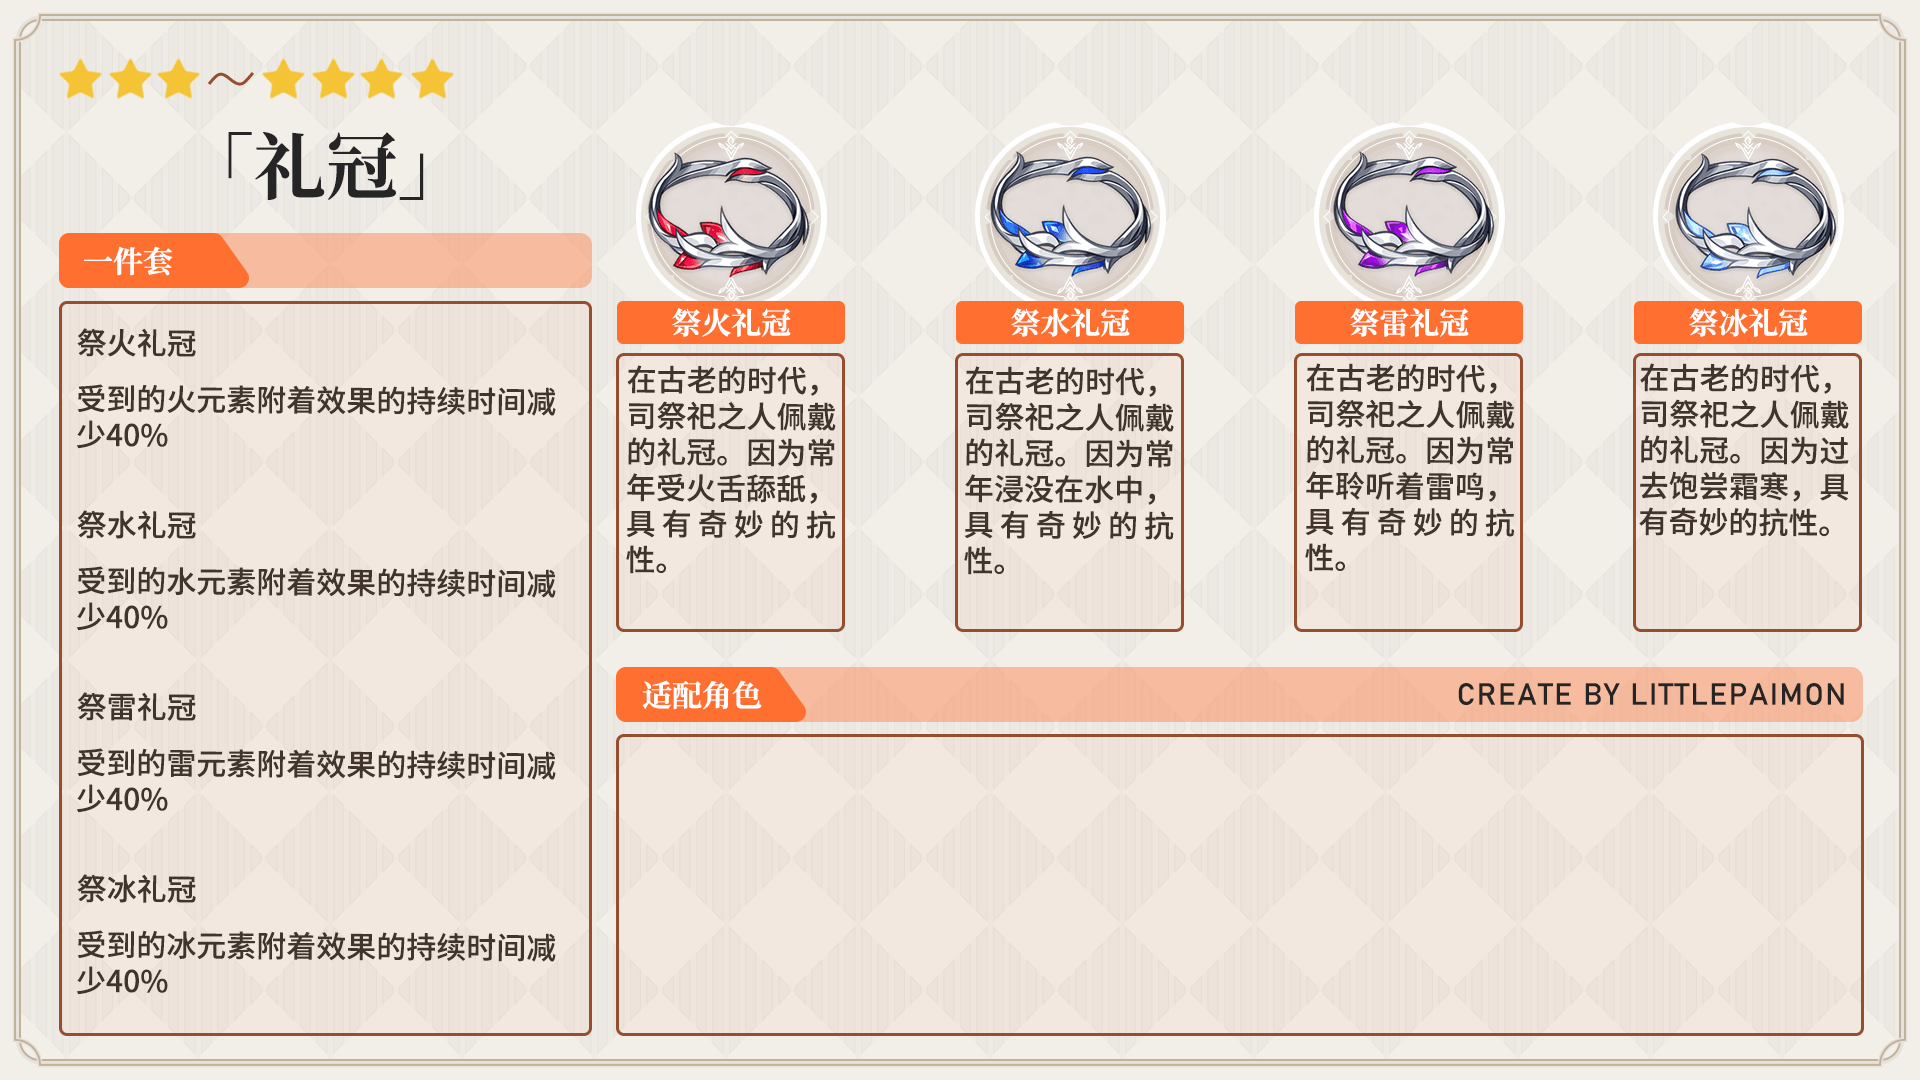 「礼冠」
一件套
祭火礼冠
受到的火元素附着效果的持续时间减
少40%
祭水礼冠
受到的水元素附着效果的持续时间减
少40%
祭雷礼冠
受到的雷元素附着效果的持续时间减
少40%
祭冰礼冠
受到的冰元素附着效果的持续时间减
少40%
祭火礼冠
在古老的时代，
司祭祀之人佩戴
的礼冠。因为常
年受火舌舔舐，
具有奇妙的抗
性。
祭水礼冠
在古老的时代，
司祭祀之人佩戴
的礼冠。因为常
年浸没在水中，
具有奇妙的抗
性。
祭雷礼冠
在古老的时代，
司祭祀之人佩戴
的礼冠。因为常
年聆听着雷鸣，
具有奇妙的抗
性。
祭冰礼冠
在古老的时代，
司祭祀之人佩戴
的礼冠。因为过
去饱尝霜寒，具
有奇妙的抗性。
适配角色
CREATE BY LITTLEPAIMON